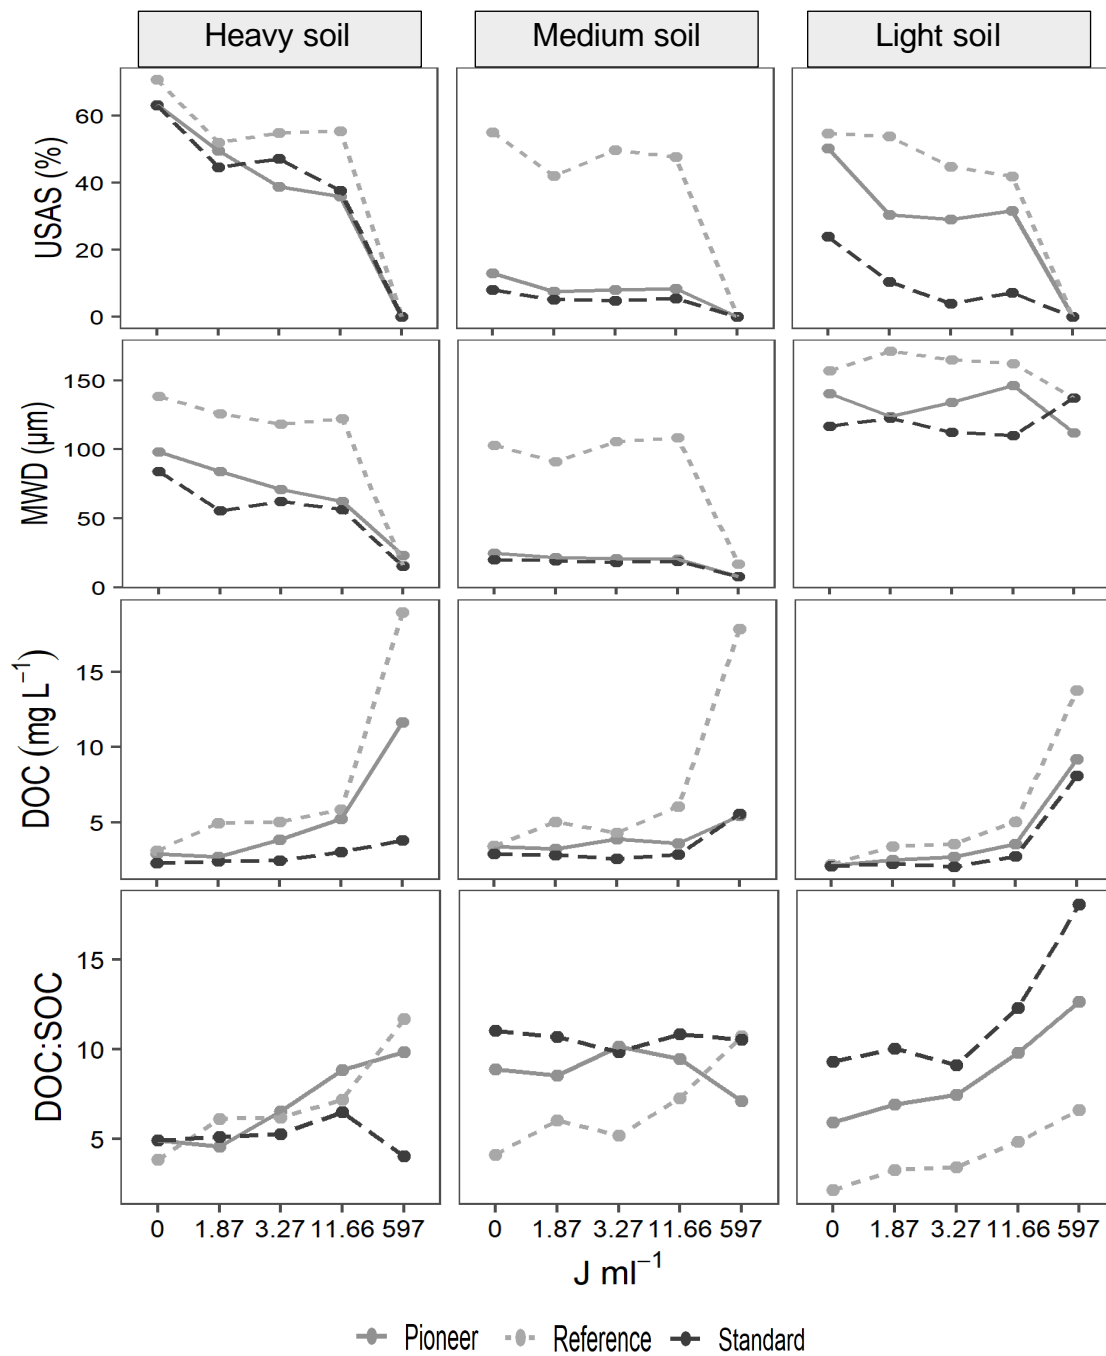 Heavy soil Medium soil Light soil
USAS (%)
60
40
20
0
MWD (µm)
150
100
50
0
DOC (mg L⁻¹)
15
10
5
DOC:SOC
15
10
5
0 1.87 3.27 11.66 597 0 1.87 3.27 11.66 597 0 1.87 3.27 11.66 597
J ml⁻¹
Pioneer Reference Standard